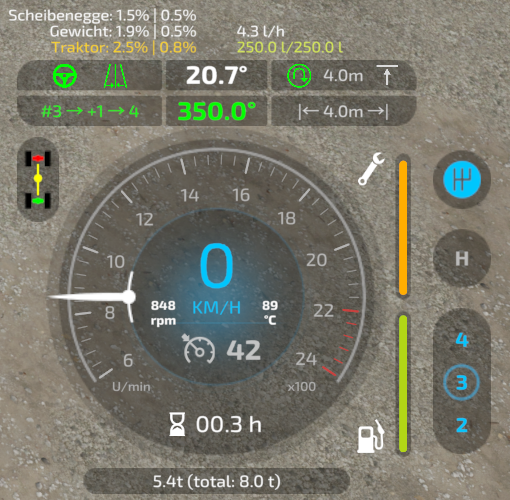 Scheibenegge: 1.5% | 0.5%
Gewicht: 1.9% | 0.5% 4.3 l/h
Traktor: 2.5% | 0.8% 250.0 l/250.0 l
20.7° 4.0m
#3 → +1 → 4 350.0° |← 4.0m →|
14 16
12 18
10 20
8 22
6 24
0
KM/H
848 rpm
89 °C
42
U/min x100
00.3 h
5.4t (total: 8.0 t)
H
4
3
2